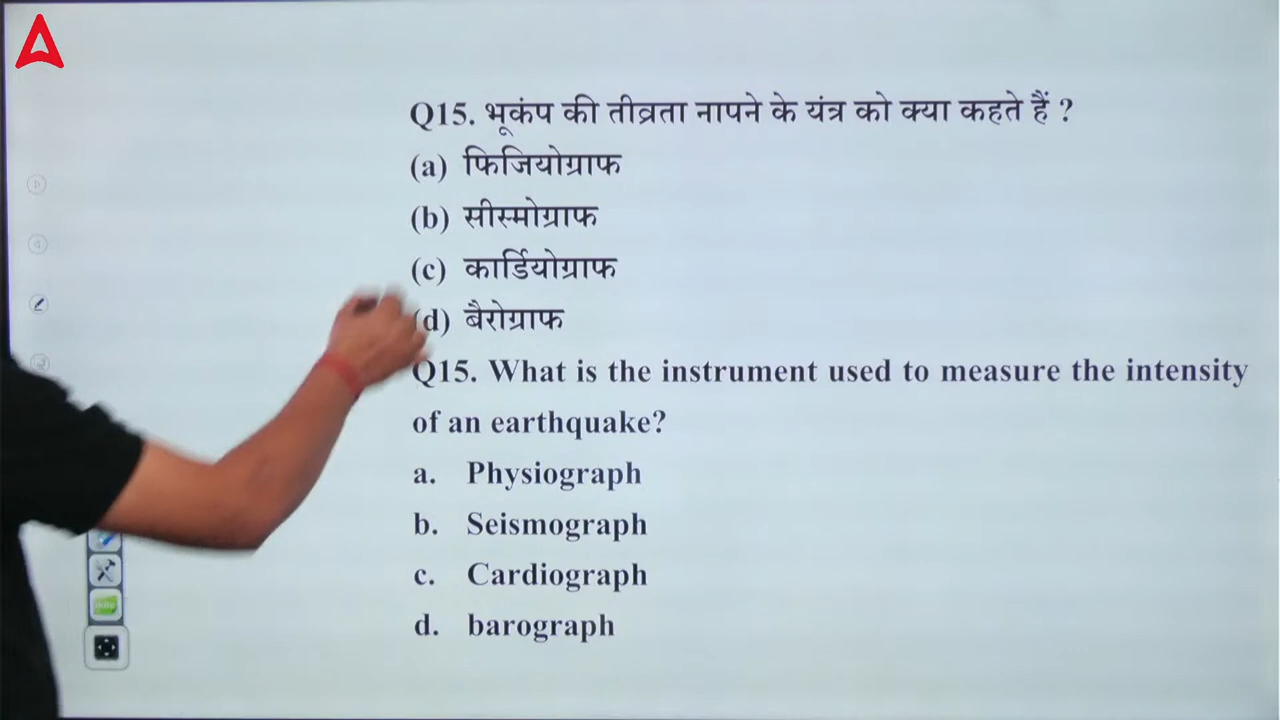 Q15. भूकंप की तीव्रता नापने के यंत्र को क्या कहते हैं ?
(a) फिजियोग्राफ
(b) सीस्मोग्राफ
(c) कार्डियोग्राफ
(d) बैरोग्राफ
Q15. What is the instrument used to measure the intensity
of an earthquake?
a. Physiograph
b. Seismograph
c. Cardiograph
d. barograph